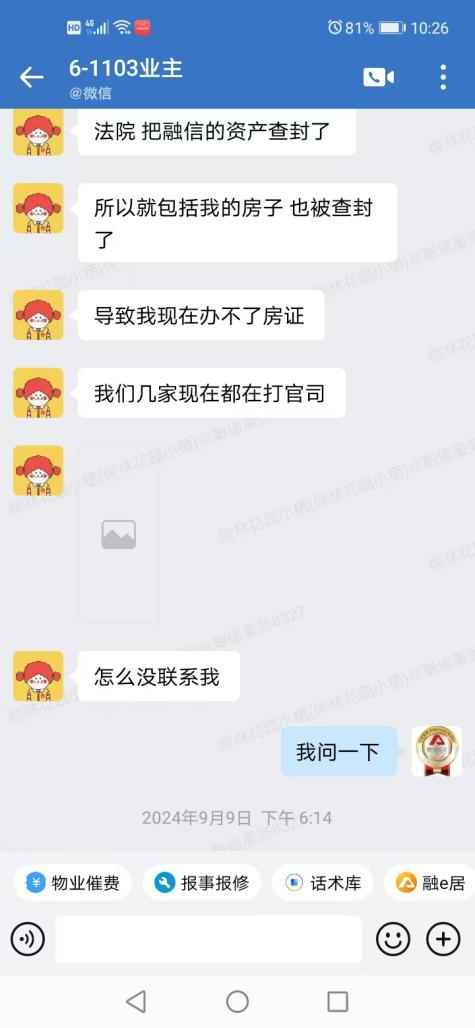 HD 4G 81% 10:26
6-1103业主
@微信
法院 把融信的资产查封了
所以就包括我的房子 也被查封
了
导致我现在办不了房证
我们几家现在都在打官司
怎么没联系我
我问一下
2024年9月9日 下午 6:14
物业催费 报事报修 话术库 融e居